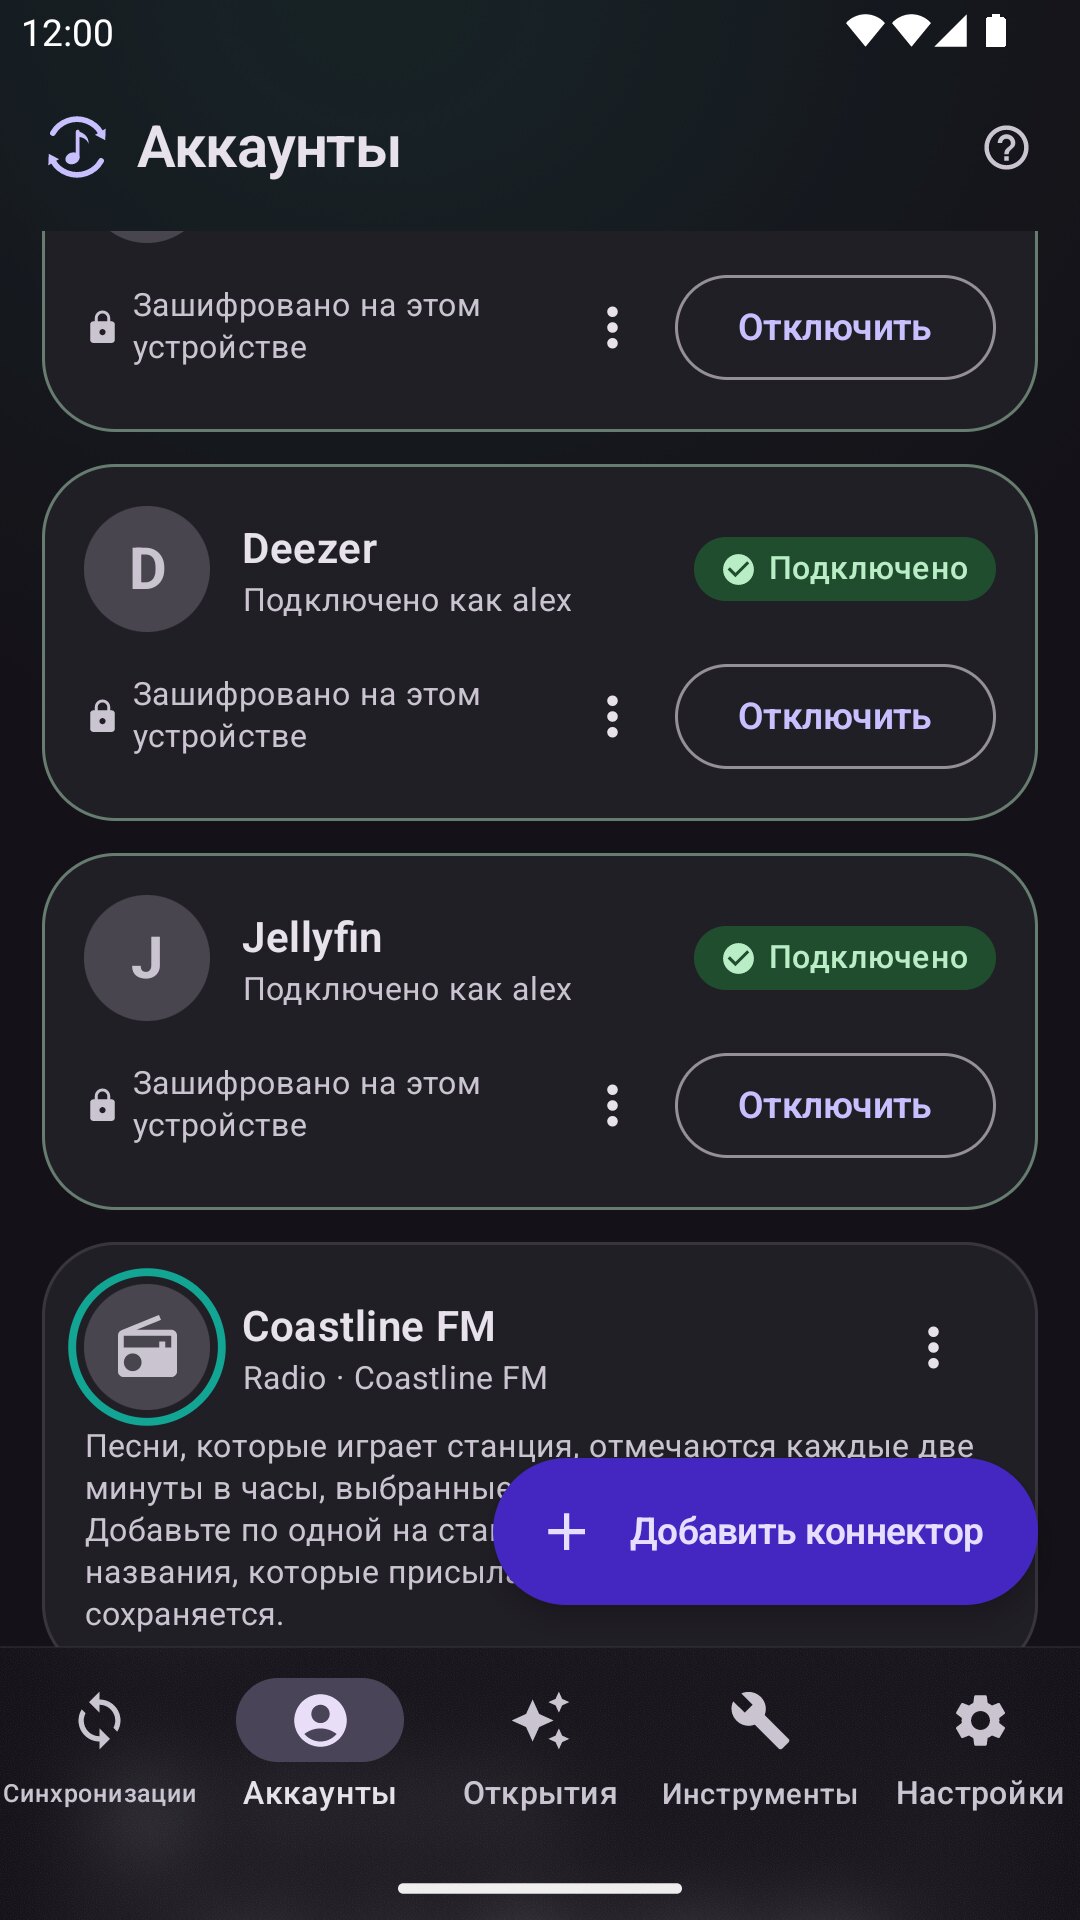 12:00
Аккаунты
Зашифровано на этом
устройстве
Отключить
D
Deezer
Подключено как alex
Подключено
Зашифровано на этом
устройстве
Отключить
J
Jellyfin
Подключено как alex
Подключено
Зашифровано на этом
устройстве
Отключить
Coastline FM
Radio · Coastline FM
Песни, которые играет станция, отмечаются каждые две
минуты в часы, выбранные
Добавьте по одной на
названия, которые
сохраняется.
Добавить коннектор
Синхронизации
Аккаунты
Открытия
Инструменты
Настройки